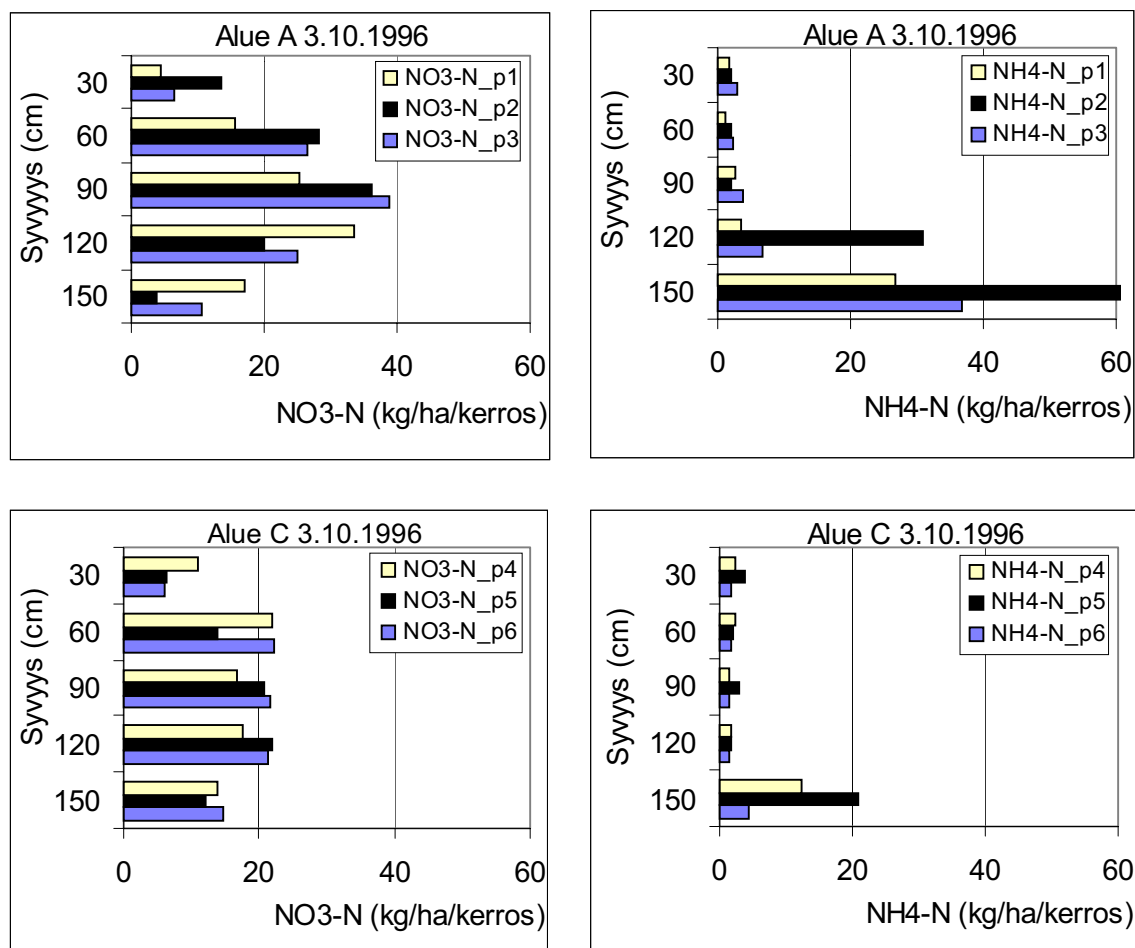 Alue A 3.10.1996
NO3-N_p1
NO3-N_p2
NO3-N_p3
Syvyyys (cm)
30
60
90
120
150
0 20 40 60
NO3-N (kg/ha/kerros)
Alue A 3.10.1996
NH4-N_p1
NH4-N_p2
NH4-N_p3
Syvyys (cm)
30
60
90
120
150
0 20 40 60
NH4-N (kg/ha/kerros)
Alue C 3.10.1996
NO3-N_p4
NO3-N_p5
NO3-N_p6
Syvyys (cm)
30
60
90
120
150
0 20 40 60
NO3-N (kg/ha/kerros)
Alue C 3.10.1996
NH4-N_p4
NH4-N_p5
NH4-N_p6
Syvyys (cm)
30
60
90
120
150
0 20 40 60
NH4-N (kg/ha/kerros)